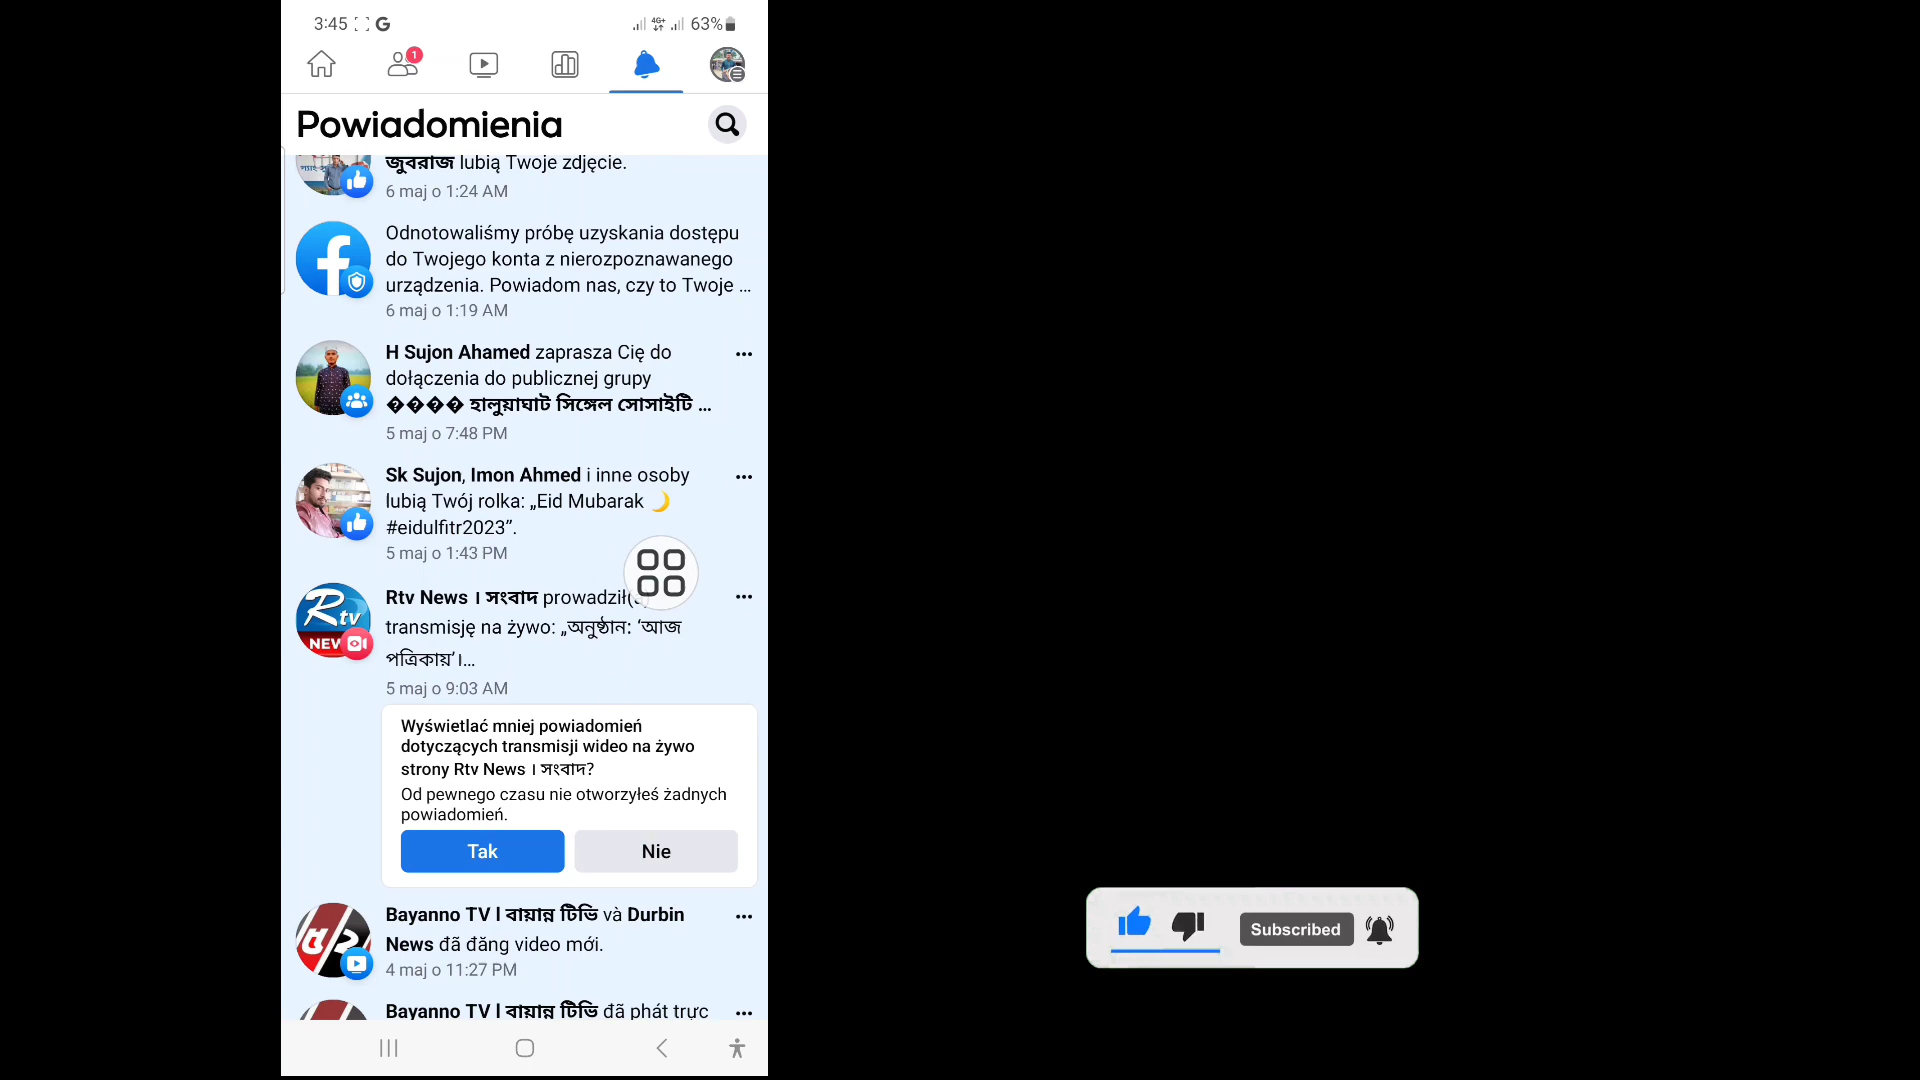 3:45 G 4G+ 63%
1
Powiadomienia
জুবরাজ lubią Twoje zdjęcie.
6 maj o 1:24 AM
Odnotowaliśmy próbę uzyskania dostępu
do Twojego konta z nierozpoznawanego
urządzenia. Powiadom nas, czy to Twoje ...
6 maj o 1:19 AM
H Sujon Ahamed zaprasza Cię do
dołączenia do publicznej grupy
���� হালুয়াঘাট সিঙ্গেল সোসাইটি ...
5 maj o 7:48 PM
Sk Sujon, Imon Ahmed i inne osoby
lubią Twój rolka: „Eid Mubarak 🌙
#eidulfitr2023”.
5 maj o 1:43 PM
Rtv NEW
Rtv News । সংবাদ prowadził(a)
transmisję na żywo: „অনুষ্ঠান: ‘আজ
পত্রিকায়’।...
5 maj o 9:03 AM
Wyświetlać mniej powiadomień
dotyczących transmisji wideo na żywo
strony Rtv News । সংবাদ?
Od pewnego czasu nie otworzyłeś żadnych
powiadomień.
Tak Nie
Bayanno TV l বায়ান্ন টিভি và Durbin
News đã đăng video mới.
4 maj o 11:27 PM
Bayanno TV l বায়ান্ন টিভি đã phát trực
Subscribed